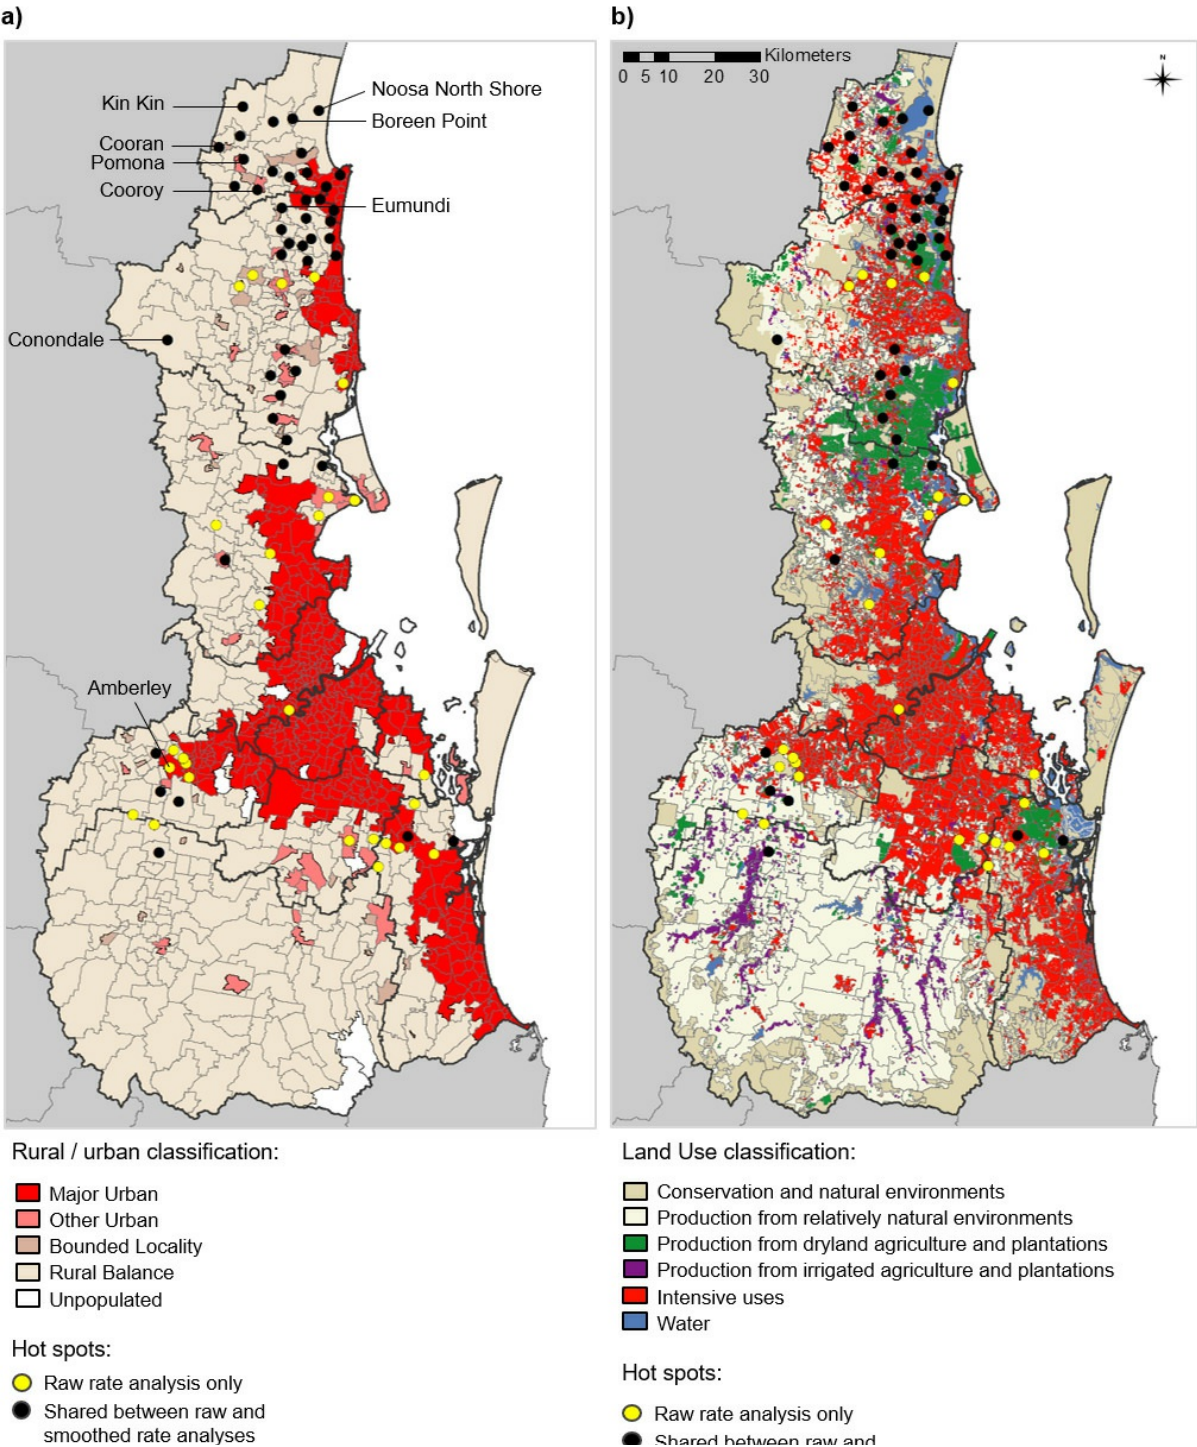 a)
Kin Kin
Noosa North Shore
Boreen Point
Cooran
Pomona
Cooroy
Eumundi
Conondale
Amberley
Rural / urban classification:
Major Urban
Other Urban
Bounded Locality
Rural Balance
Unpopulated
Hot spots:
Raw rate analysis only
Shared between raw and
smoothed rate analyses
b)
Kilometers
0 5 10 20 30
N
Land Use classification:
Conservation and natural environments
Production from relatively natural environments
Production from dryland agriculture and plantations
Production from irrigated agriculture and plantations
Intensive uses
Water
Hot spots:
Raw rate analysis only
Shared between raw and